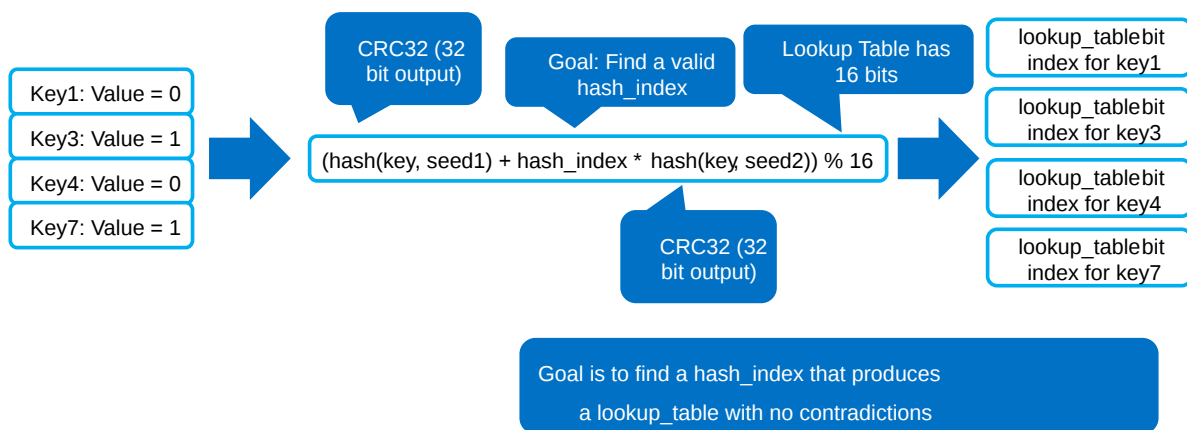 CRC32 (32
bit output)
Goal: Find a valid
hash_index
Lookup Table has
16 bits
Key1: Value = 0
Key3: Value = 1
Key4: Value = 0
Key7: Value = 1
(hash(key, seed1) + hash_index * hash(key, seed2)) % 16
CRC32 (32
bit output)
lookup_tablebit
index for key1
lookup_tablebit
index for key3
lookup_tablebit
index for key4
lookup_tablebit
index for key7
Goal is to find a hash_index that produces
a lookup_table with no contradictions